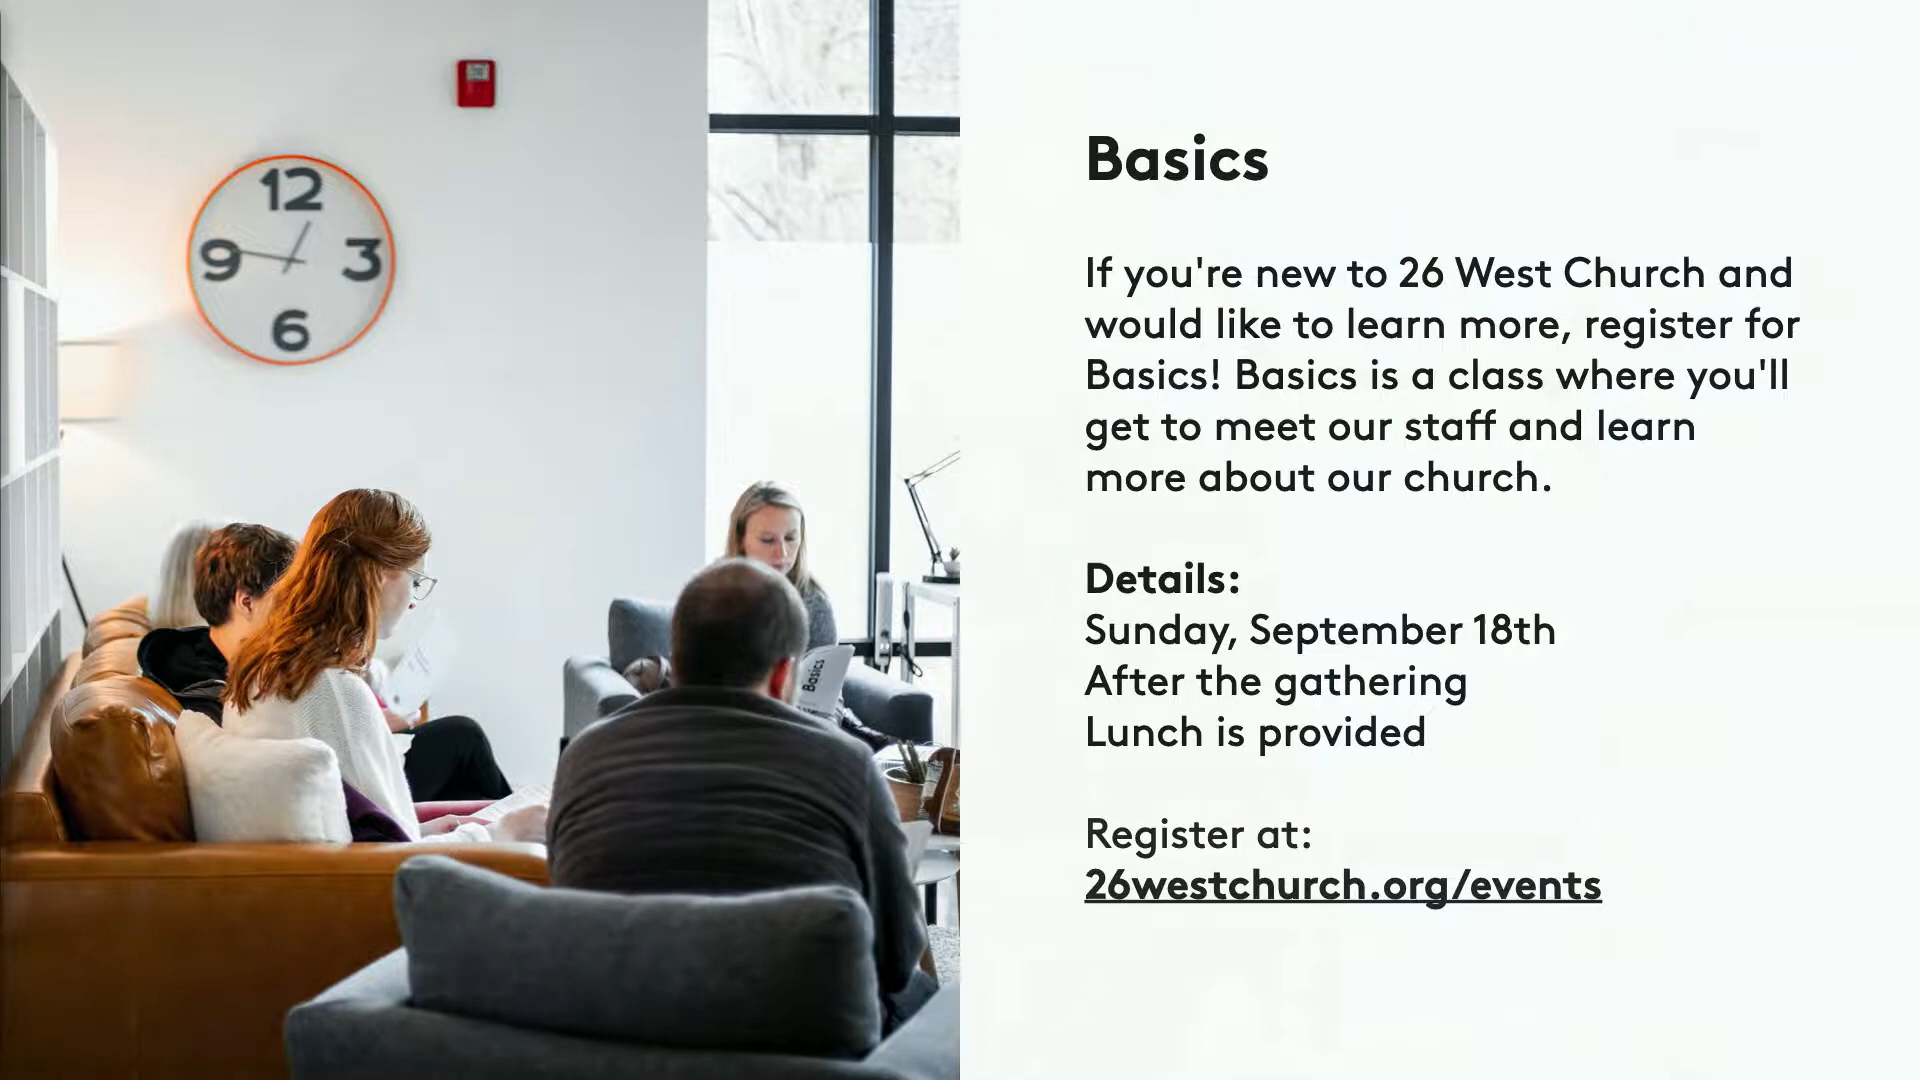 12
9
3
6
Basics
Basics
If you're new to 26 West Church and
would like to learn more, register for
Basics! Basics is a class where you'll
get to meet our staff and learn
more about our church.
Details:
Sunday, September 18th
After the gathering
Lunch is provided
Register at:
26westchurch.org/events